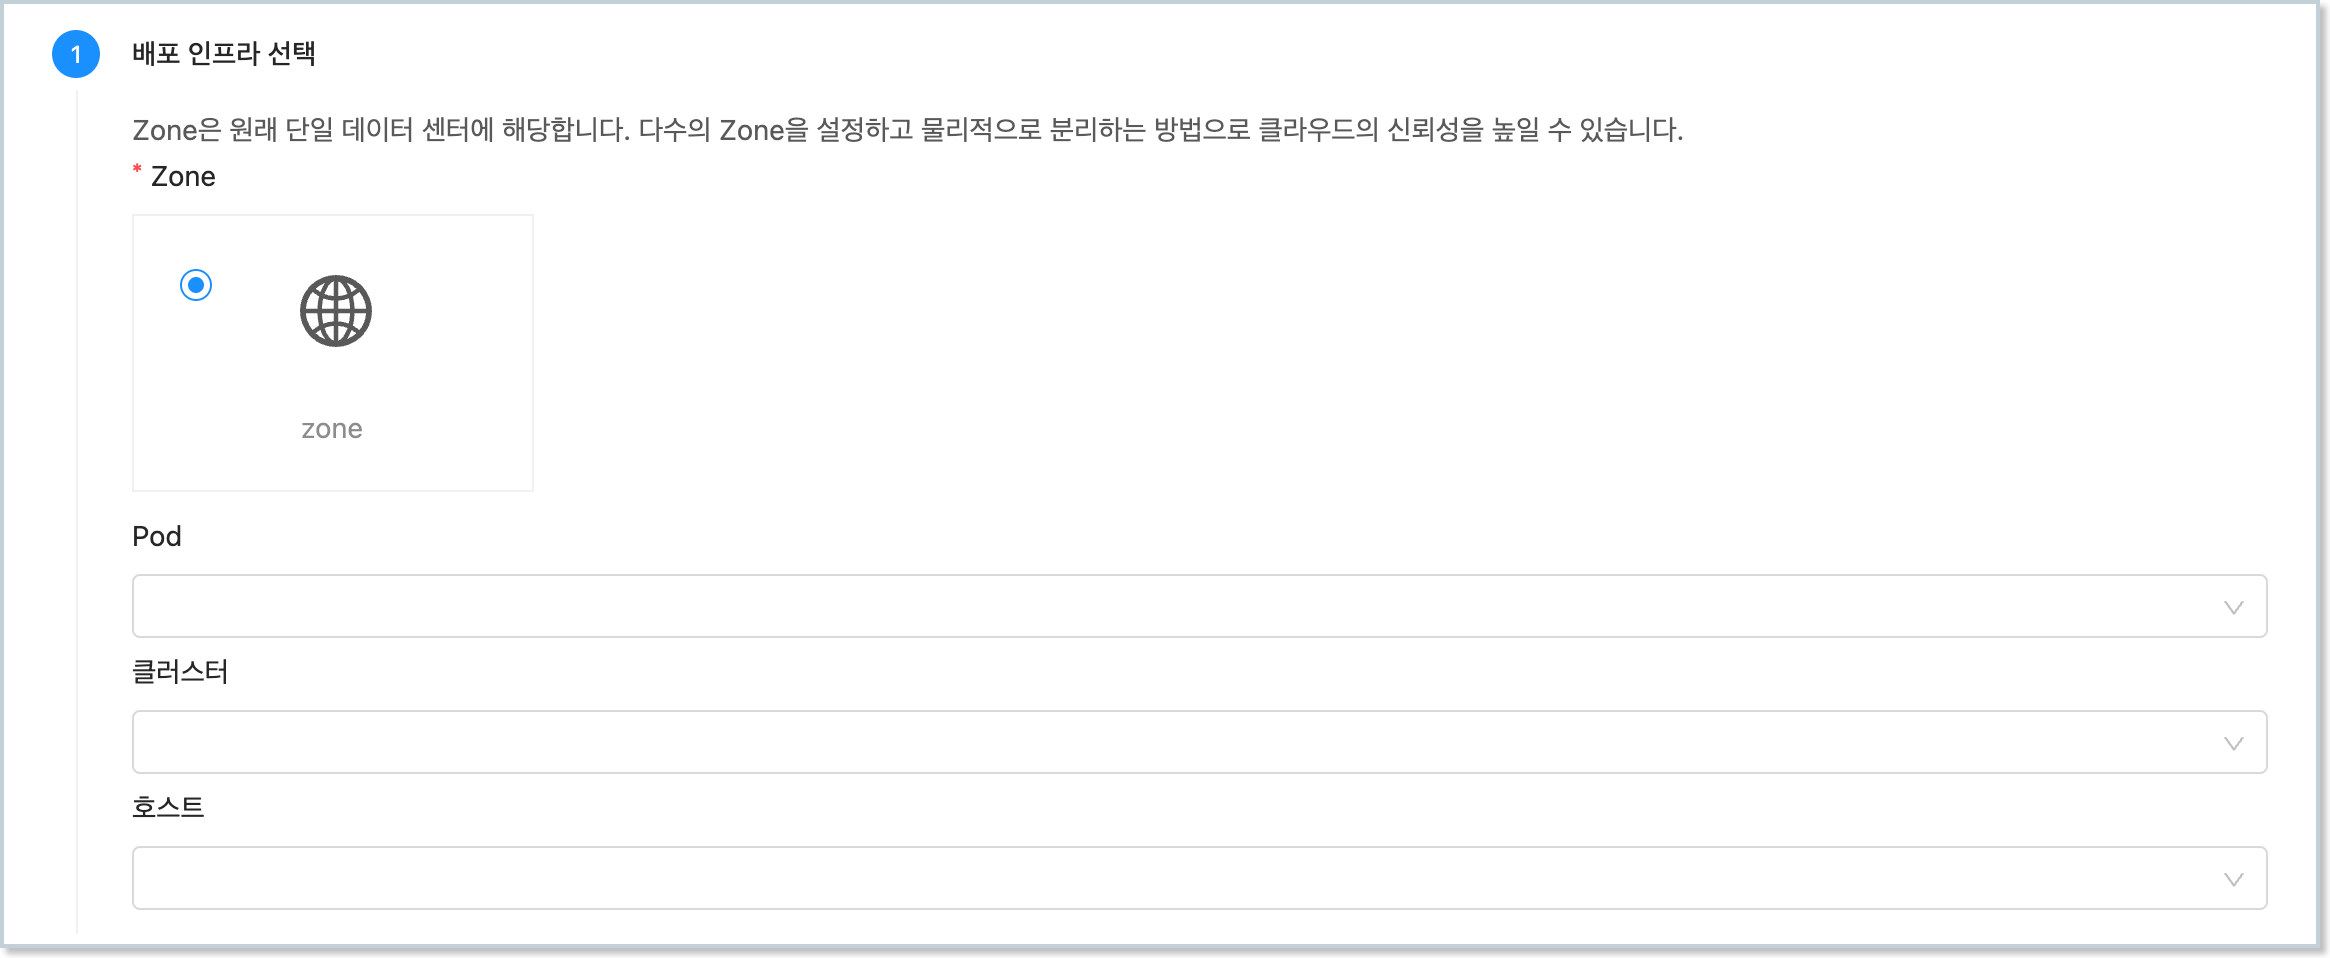 1 배포 인프라 선택
Zone은 원래 단일 데이터 센터에 해당합니다. 다수의 Zone을 설정하고 물리적으로 분리하는 방법으로 클라우드의 신뢰성을 높일 수 있습니다.
* Zone
zone
Pod
클러스터
호스트